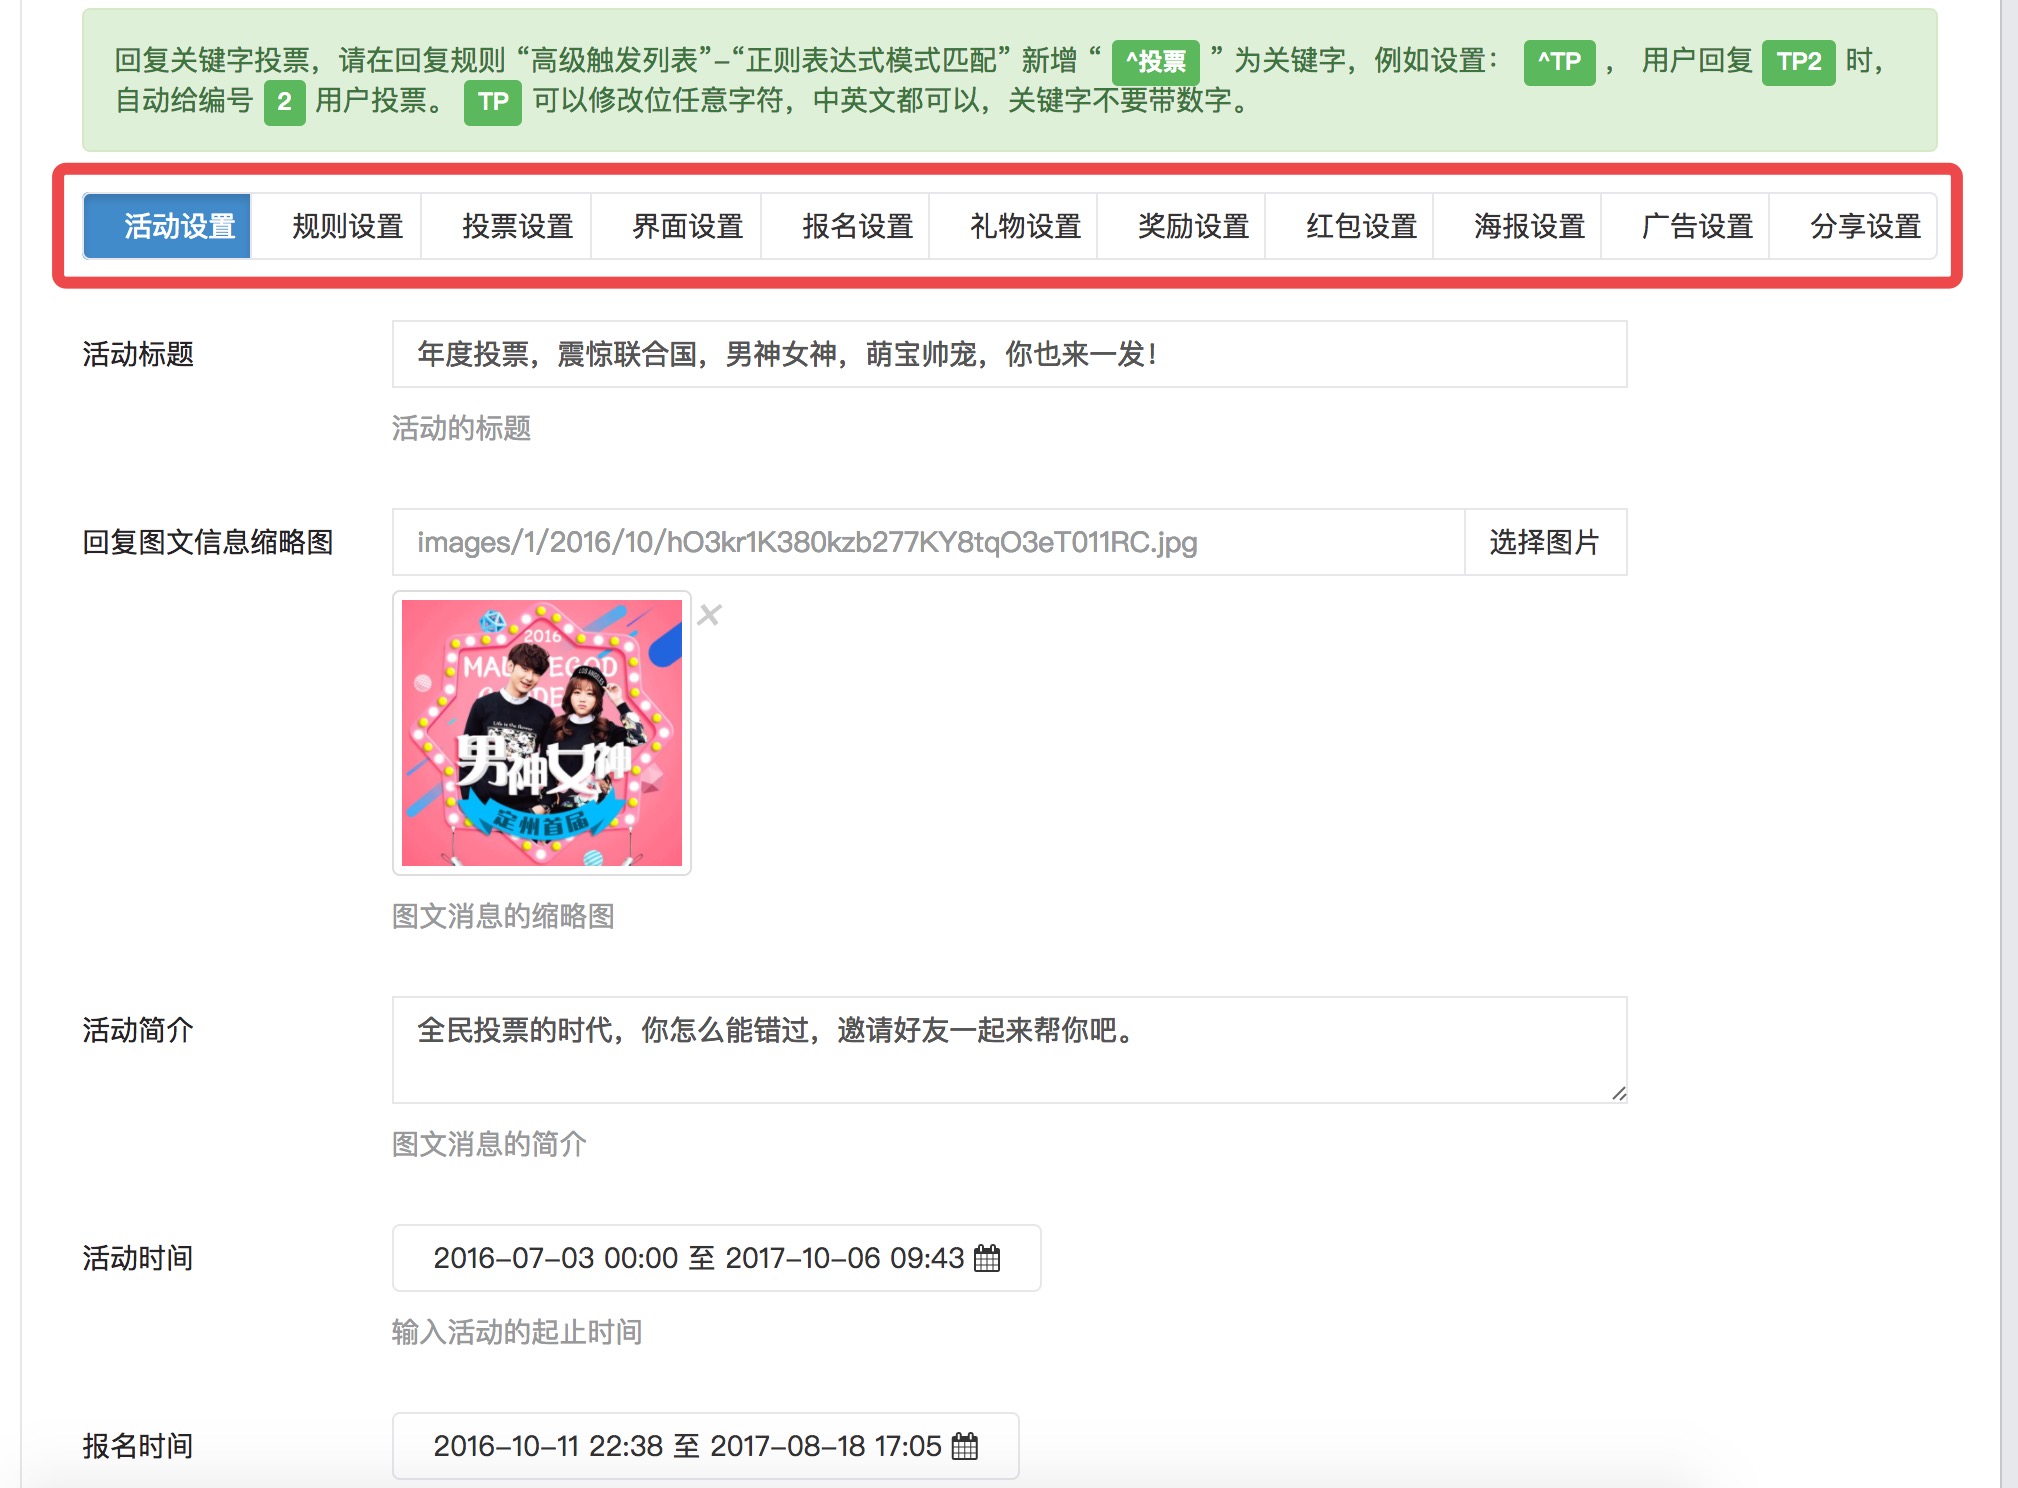 回复关键字投票，请在回复规则 “高级触发列表”-“正则表达式模式匹配” 新增 “ ^投票 ” 为关键字，例如设置： ^TP ， 用户回复 TP2 时，
自动给编号 2 用户投票。 TP 可以修改位任意字符，中英文都可以，关键字不要带数字。
活动设置 规则设置 投票设置 界面设置 报名设置 礼物设置 奖励设置 红包设置 海报设置 广告设置 分享设置
活动标题 年度投票，震惊联合国，男神女神，萌宝帅宠，你也来一发！
活动的标题
回复图文信息缩略图 images/1/2016/10/hO3kr1K380kzb277KY8tqO3eT011RC.jpg 选择图片
2016
LOS ANGELES
男神女神
定州首届
图文消息的缩略图
活动简介 全民投票的时代，你怎么能错过，邀请好友一起来帮你吧。
图文消息的简介
活动时间 2016-07-03 00:00 至 2017-10-06 09:43
输入活动的起止时间
报名时间 2016-10-11 22:38 至 2017-08-18 17:05